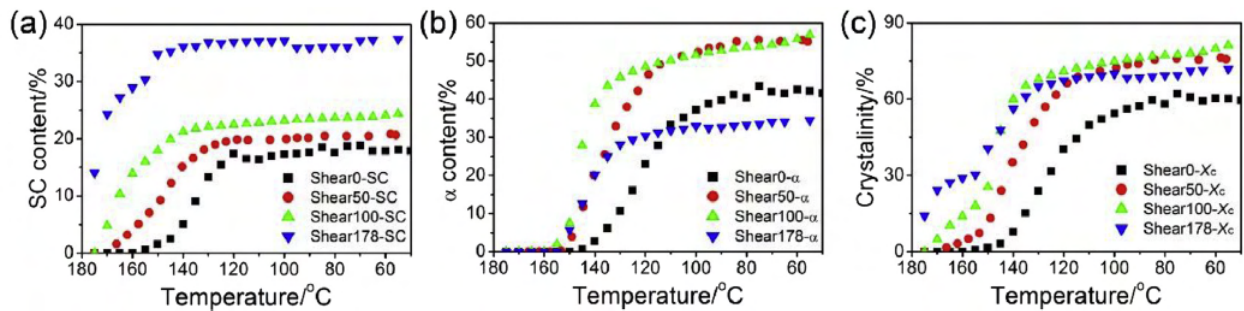 (a)
SC content/%
40
30
20
10
0
180 160 140 120 100 80 60
Temperature/°C
Shear0-SC
Shear50-SC
Shear100-SC
Shear178-SC
(b)
α content/%
60
50
40
30
20
10
0
180 160 140 120 100 80 60
Temperature/°C
Shear0-α
Shear50-α
Shear100-α
Shear178-α
(c)
Crystalinity/%
90
60
30
0
180 160 140 120 100 80 60
Temperature/°C
Shear0-Xc
Shear50-Xc
Shear100-Xc
Shear178-Xc